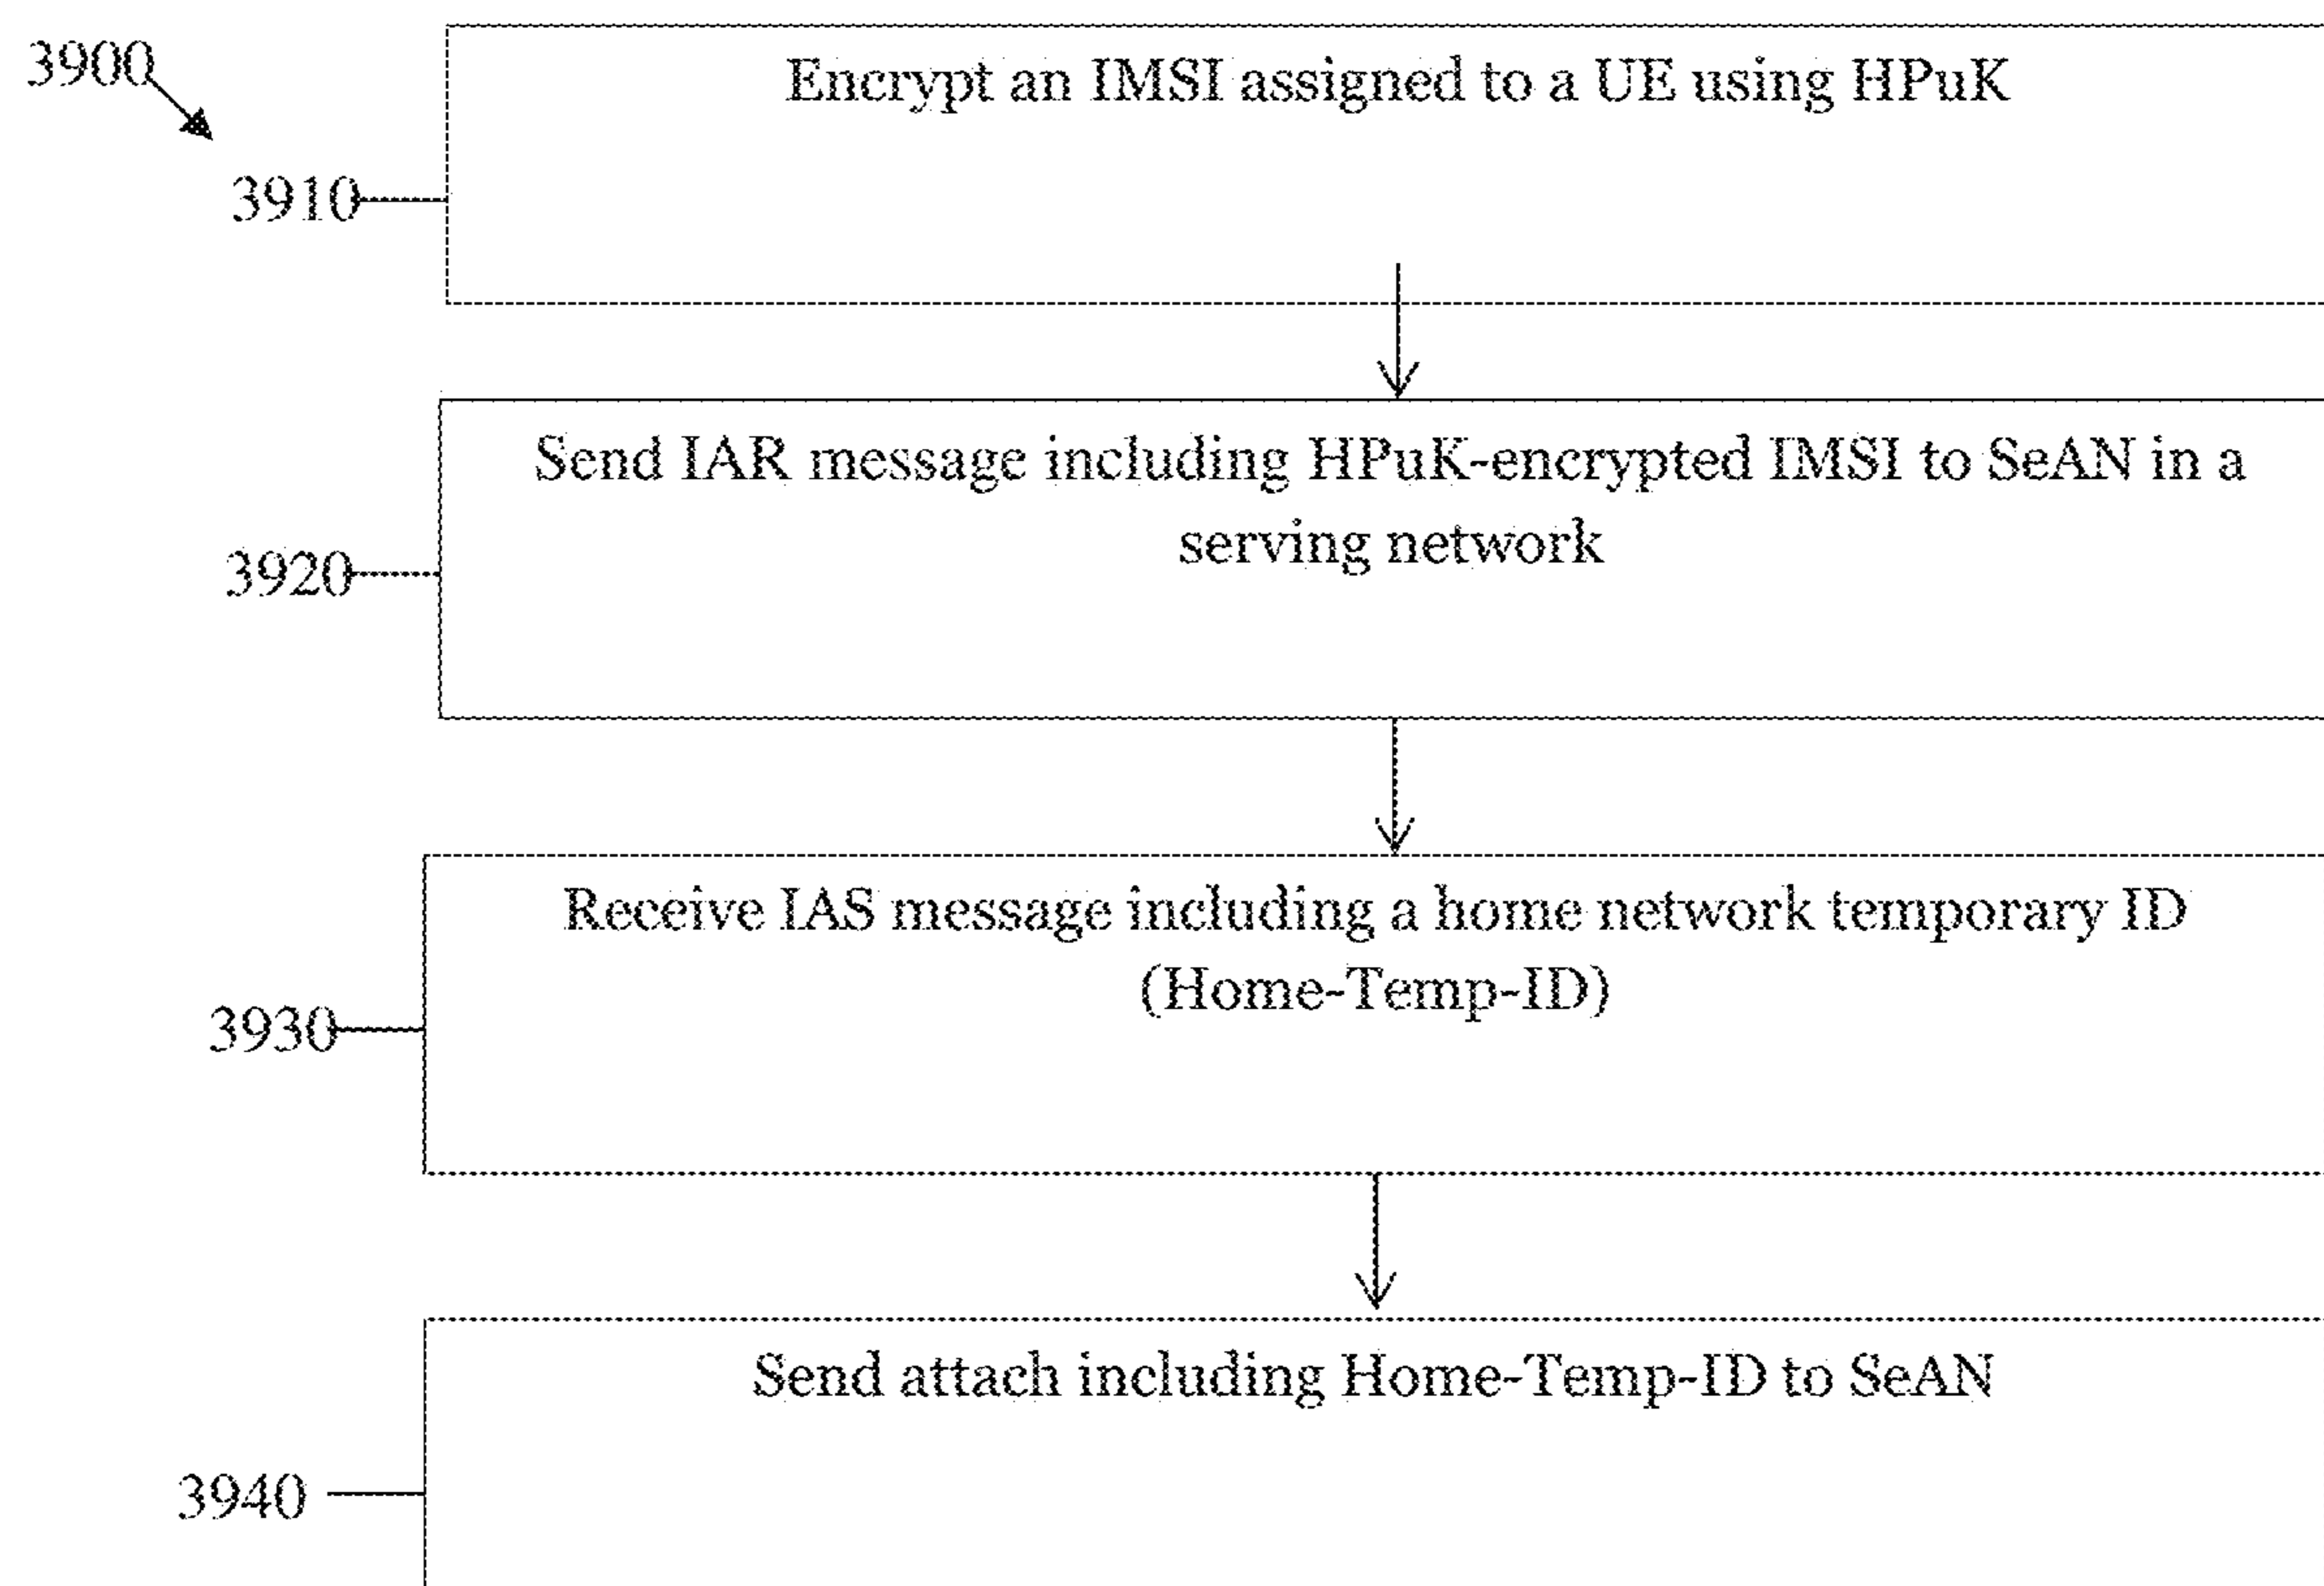 3900
Encrypt an IMSI assigned to a UE using HPuK
3910
Send IAR message including HPuK-encrypted IMSI to SeAN in a
serving network
3920
Receive IAS message including a home network temporary ID
(Home-Temp-ID)
3930
Send attach including Home-Temp-ID to SeAN
3940